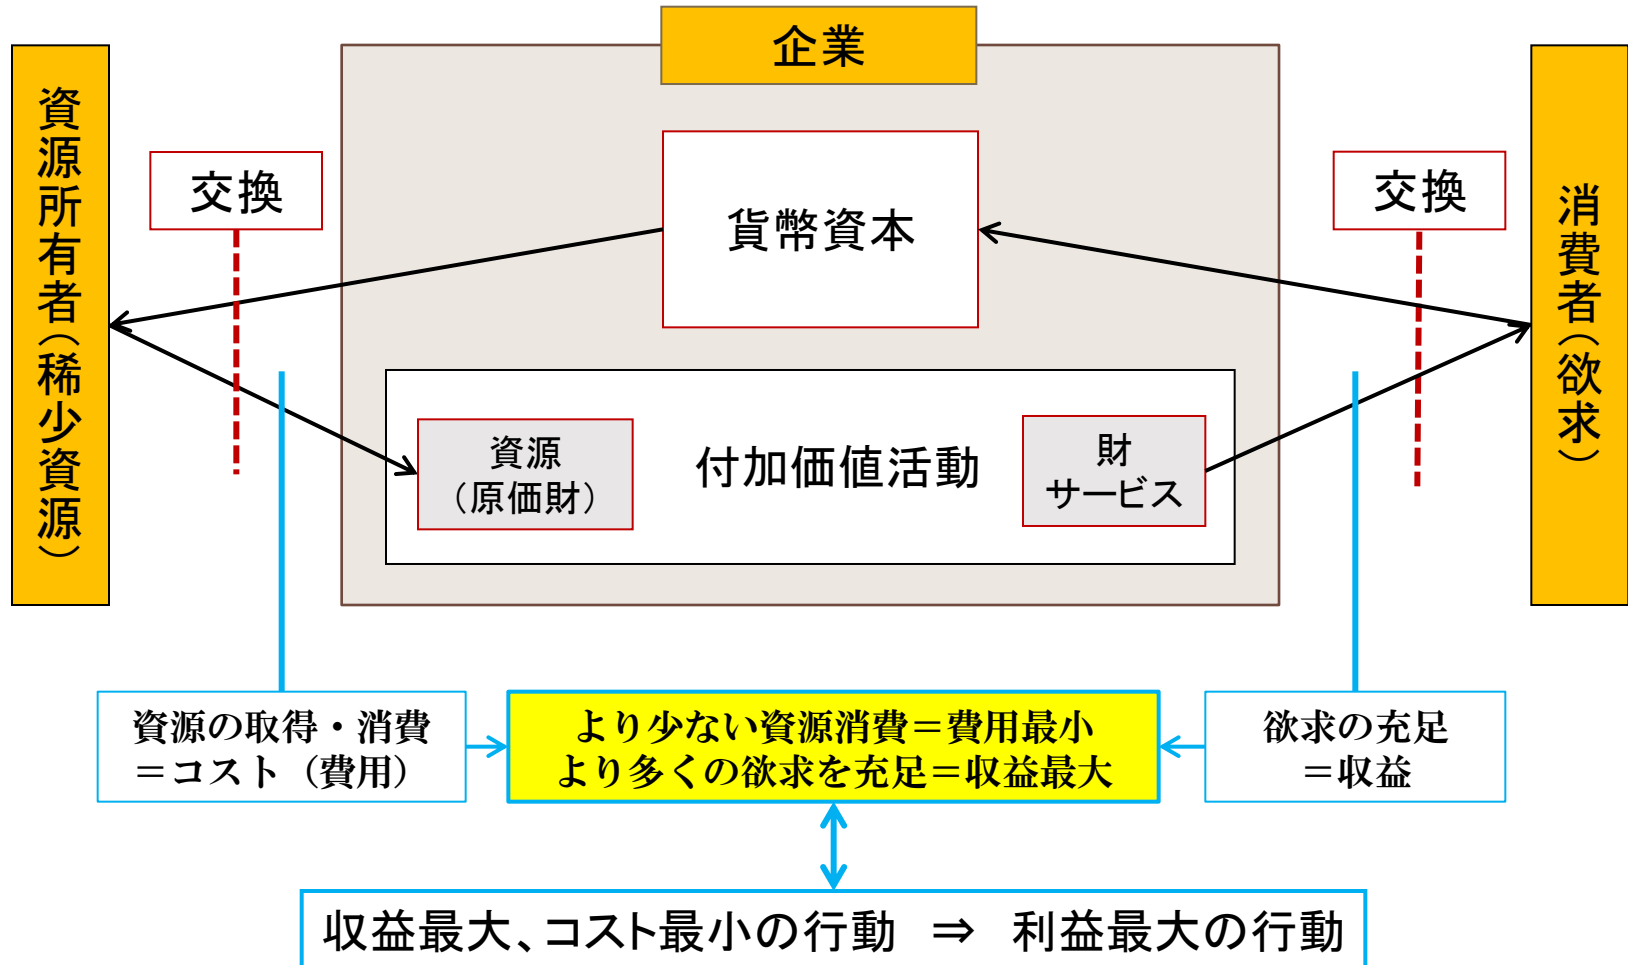 企業
資源所有者（稀少資源）
交換
貨幣資本
交換
消費者（欲求）
資源
（原価財）
付加価値活動
財
サービス
資源の取得・消費
＝コスト（費用）
より少ない資源消費＝費用最小
より多くの欲求を充足＝収益最大
欲求の充足
＝収益
収益最大、コスト最小の行動　⇒　利益最大の行動